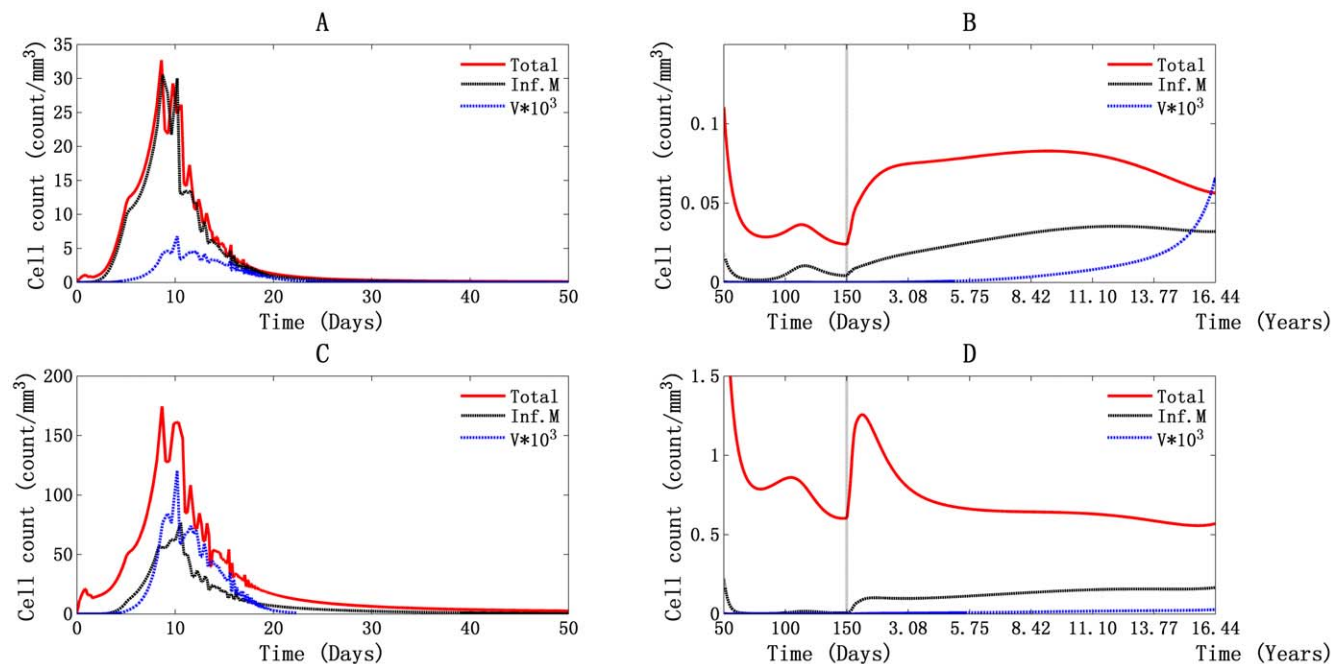 A
Cell count (count/mm³)
35
30
25
20
15
10
5
0
Total
Inf.M
V*10³
0 10 20 30 40 50
Time (Days)
B
Cell count (count/mm³)
0.1
0.05
0
Total
Inf.M
V*10³
50 100 150 3.08 5.75 8.42 11.10 13.77 16.44
Time (Days) Time (Years)
C
Cell count (count/mm³)
200
150
100
50
0
Total
Inf.M
V*10³
0 10 20 30 40 50
Time (Days)
D
Cell count (count/mm³)
1.5
1
0.5
0
Total
Inf.M
V*10³
50 100 150 3.08 5.75 8.42 11.10 13.77 16.44
Time (Days) Time (Years)